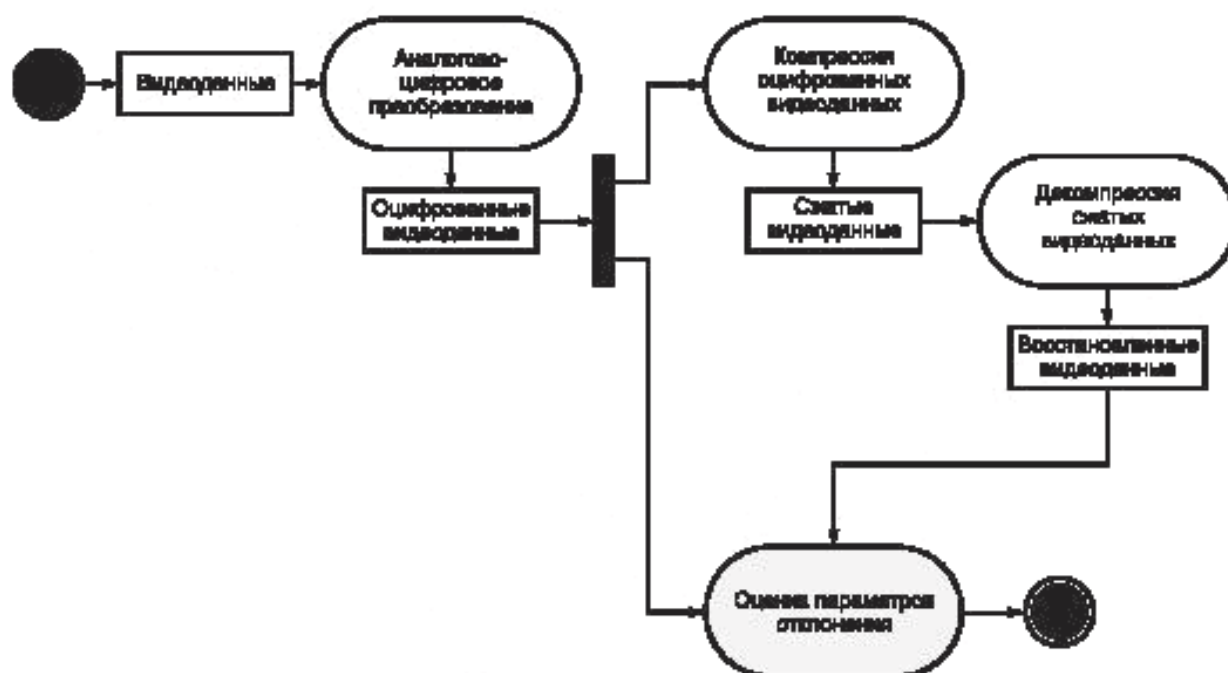 Видеоданные
Аналогово-
цифровое
преобразование
Оцифрованные
видеоданные
Компрессия
оцифрованных
видеоданных
Сжатые
видеоданные
Декомпрессия
сжатых
видеоданных
Восстановленные
видеоданные
Оценка параметров
отклонения